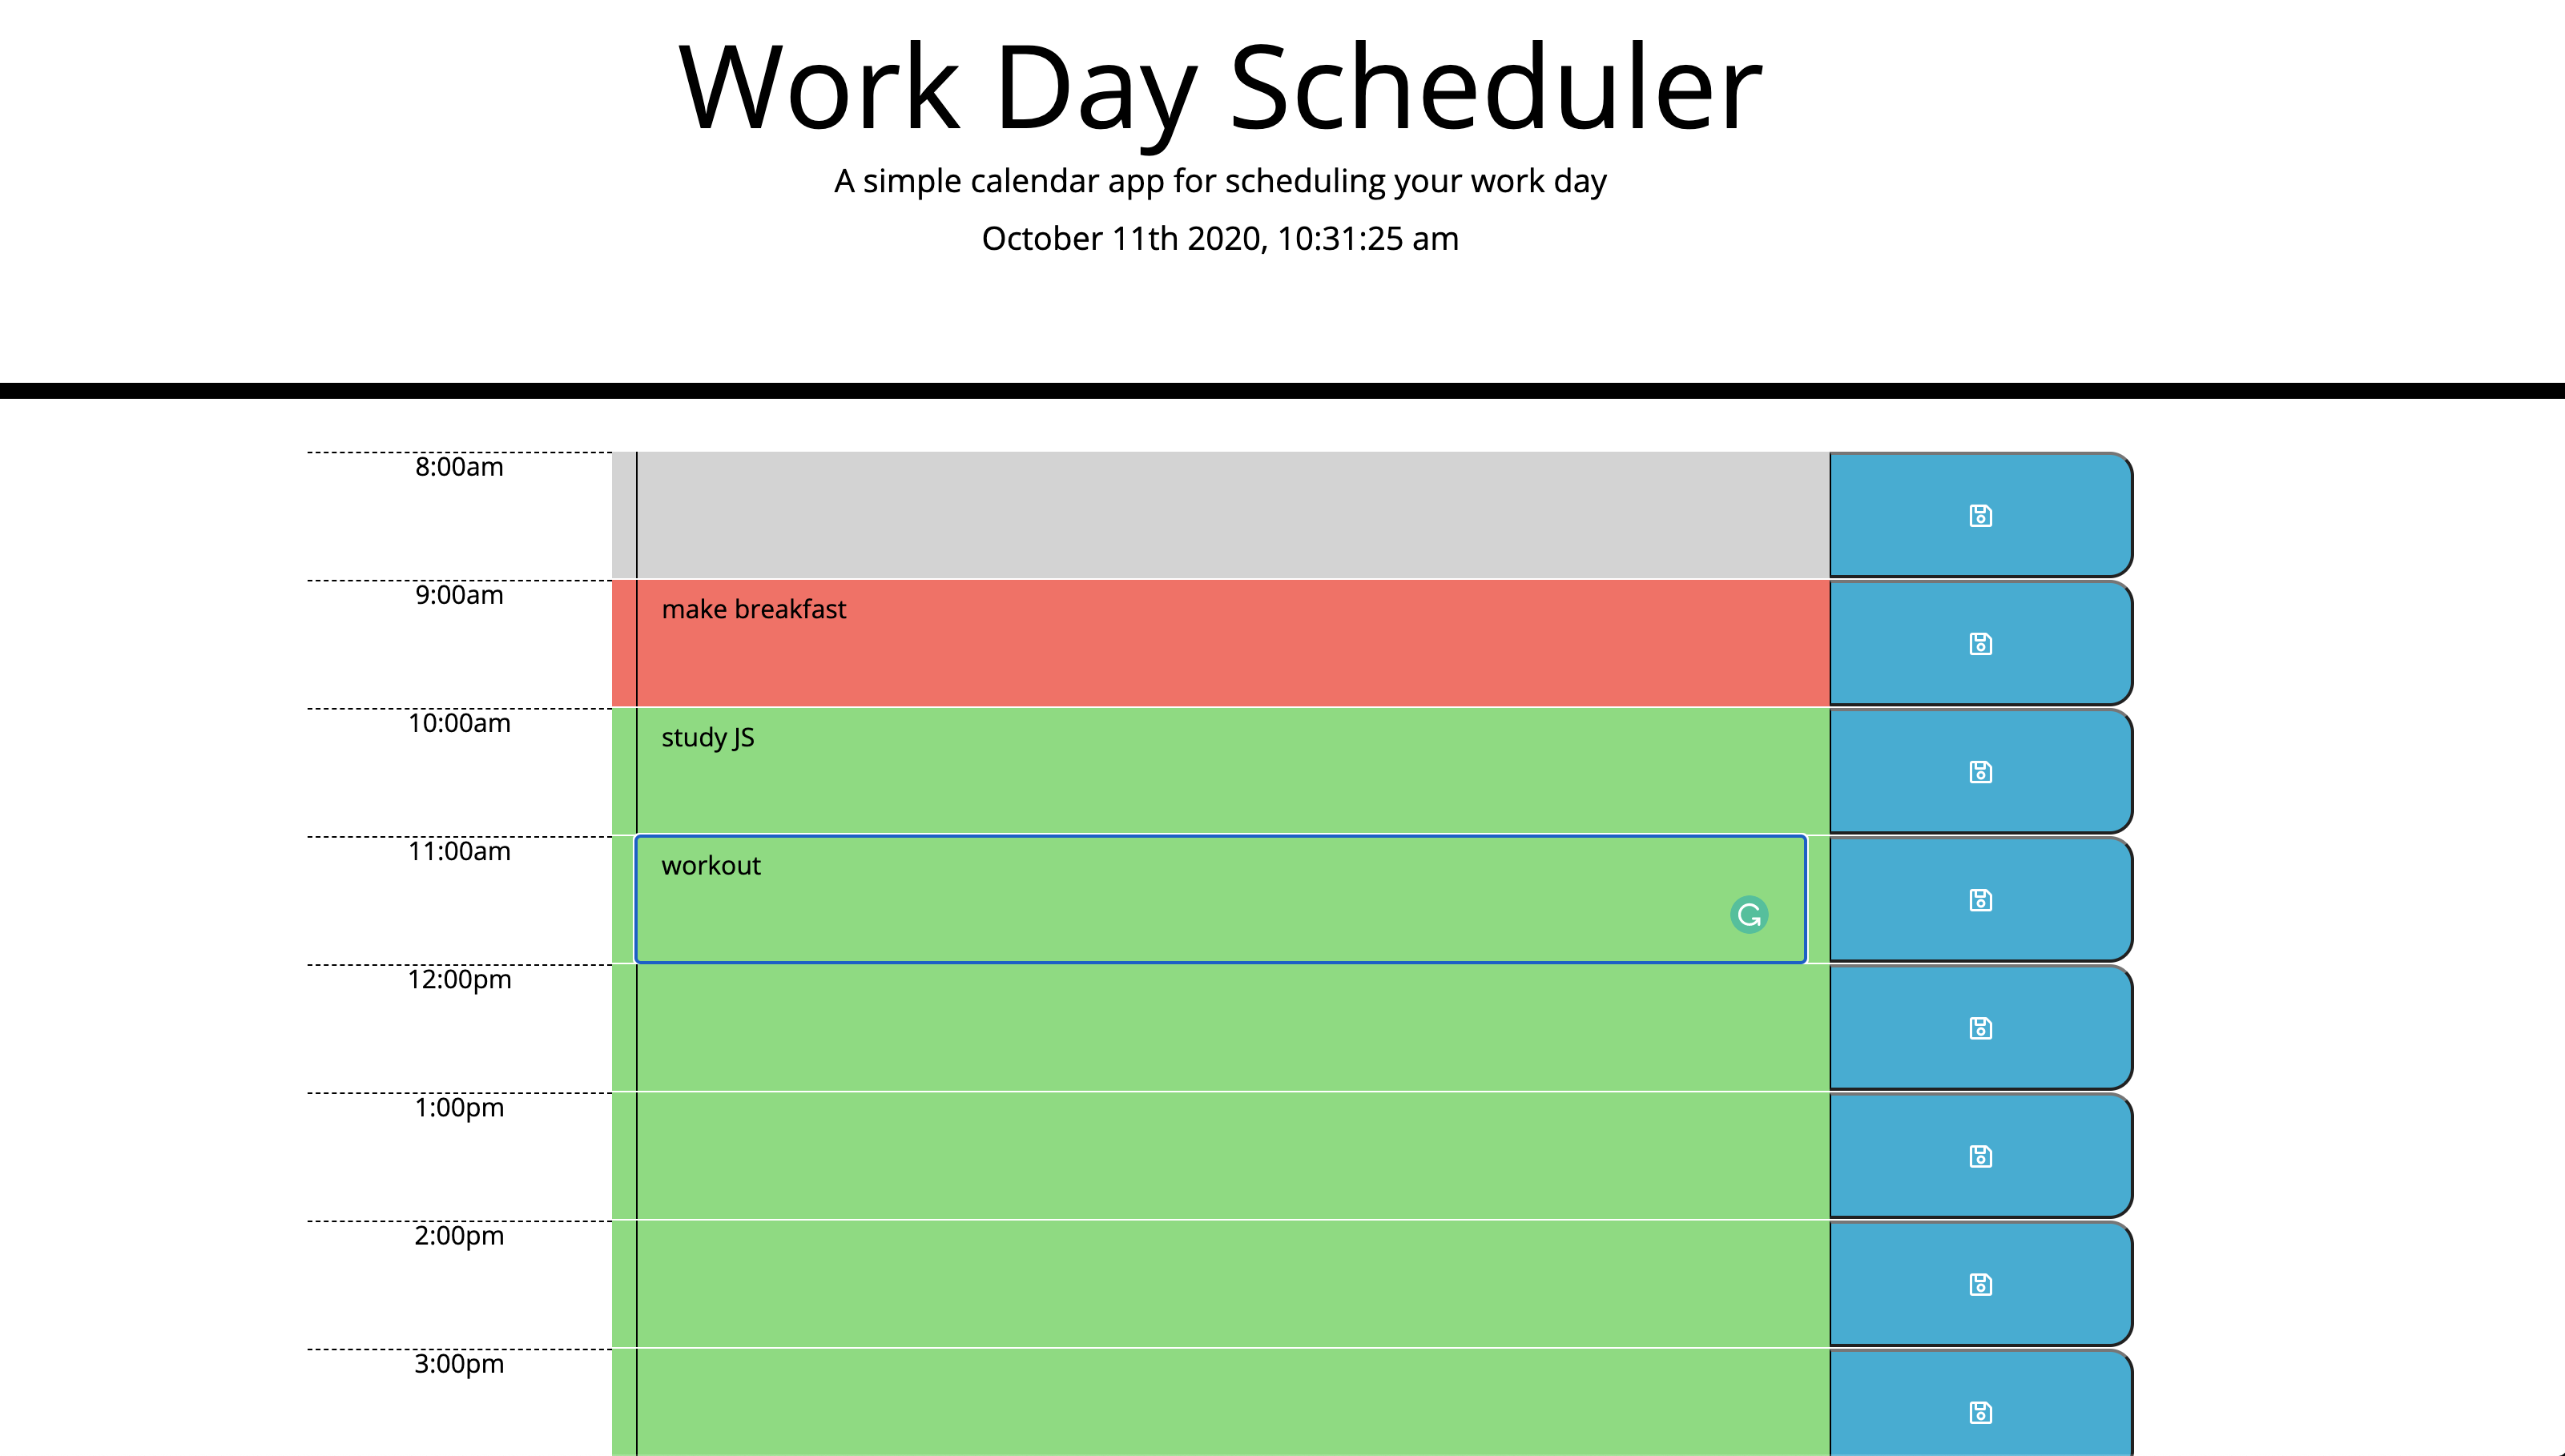 Work Day Scheduler
A simple calendar app for scheduling your work day
October 11th 2020, 10:31:25 am
8:00am
9:00am
make breakfast
10:00am
study JS
11:00am
workout
12:00pm
1:00pm
2:00pm
3:00pm